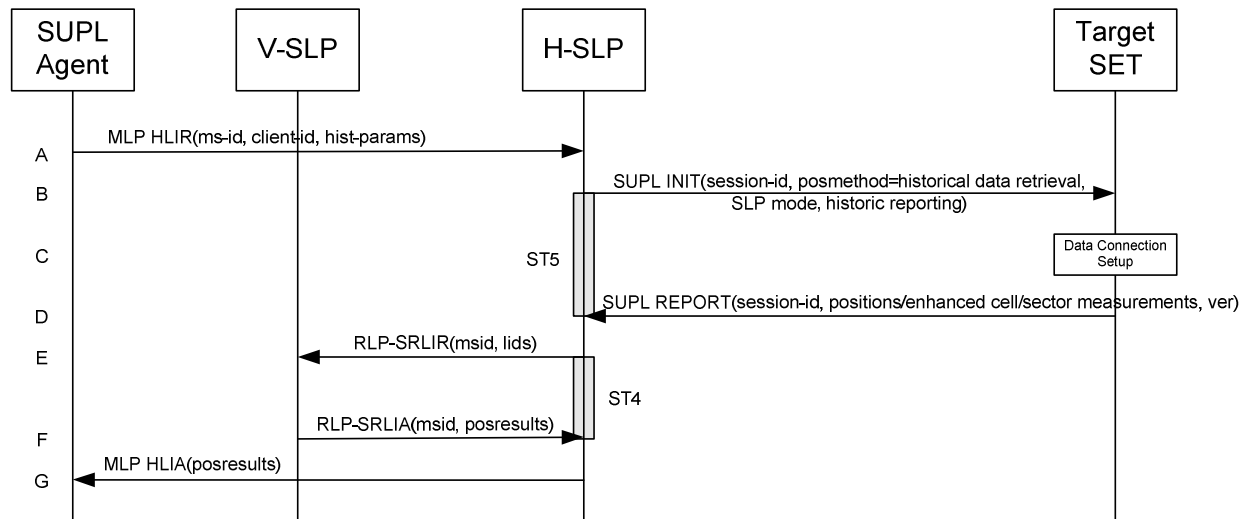 SUPL
Agent
V-SLP
H-SLP
Target
SET
A
MLP HLIR(ms-id, client-id, hist-params)
B
SUPL INIT(session-id, posmethod=historical data retrieval,
SLP mode, historic reporting)
C
ST5
Data Connection
Setup
D
SUPL REPORT(session-id, positions/enhanced cell/sector measurements, ver)
E
RLP-SRLIR(msid, lids)
ST4
F
RLP-SRLIA(msid, posresults)
G
MLP HLIA(posresults)